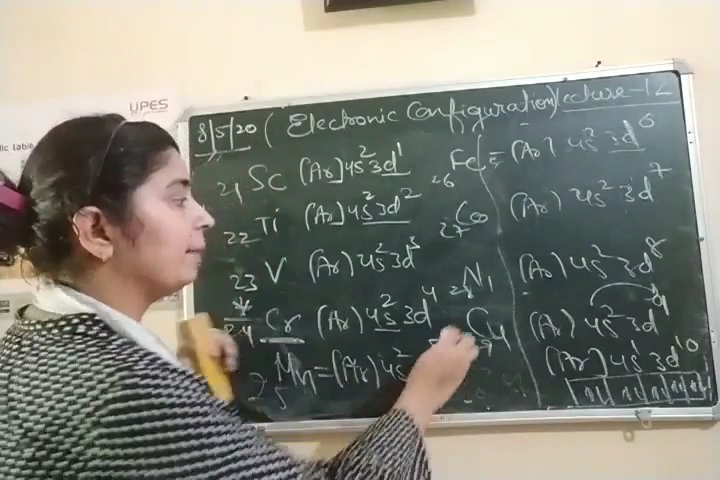 UPES
lic table
8/5/20 ( Electronic Configuration) Lecture-12
21 Sc (Ar) 4s² 3d¹
22 Ti (Ar) 4s² 3d²
23 V (Ar) 4s² 3d³
24 Cr (Ar) 4s² 3d⁴
25 Mn = (Ar) 4s²
26 Fe = (Ar) 4s² 3d⁶
27 Co (Ar) 4s² 3d⁷
28 Ni (Ar) 4s² 3d⁸
Cu (Ar) 4s² 3d⁹
(Ar) 4s¹ 3d¹⁰